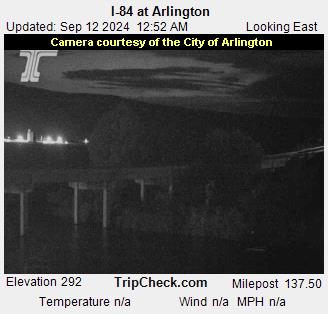 I-84 at Arlington
Updated: Sep 12 2024 12:52 AM Looking East
Camera courtesy of the City of Arlington
Elevation 292 TripCheck.com Milepost 137.50
Temperature n/a Wind n/a MPH n/a